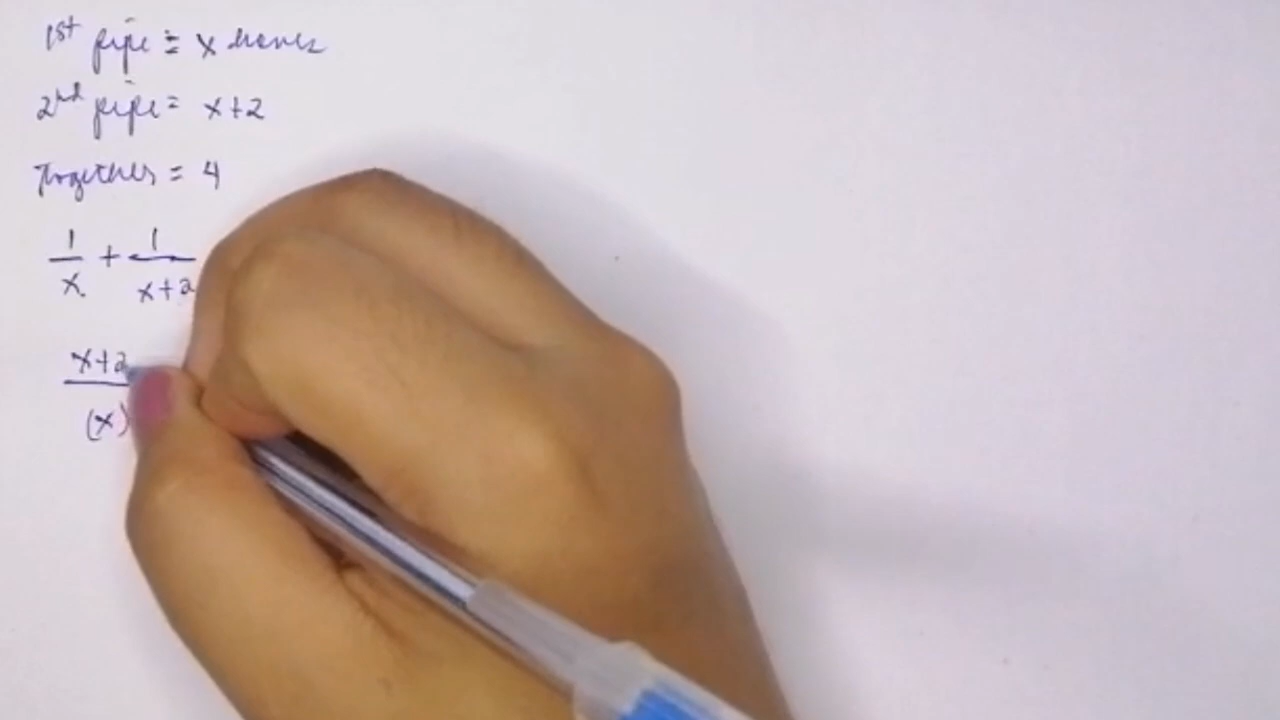 1st pipe = x hours
2nd pipe = x+2
Together = 4
1/x + 1/x+2
x+2
(x)